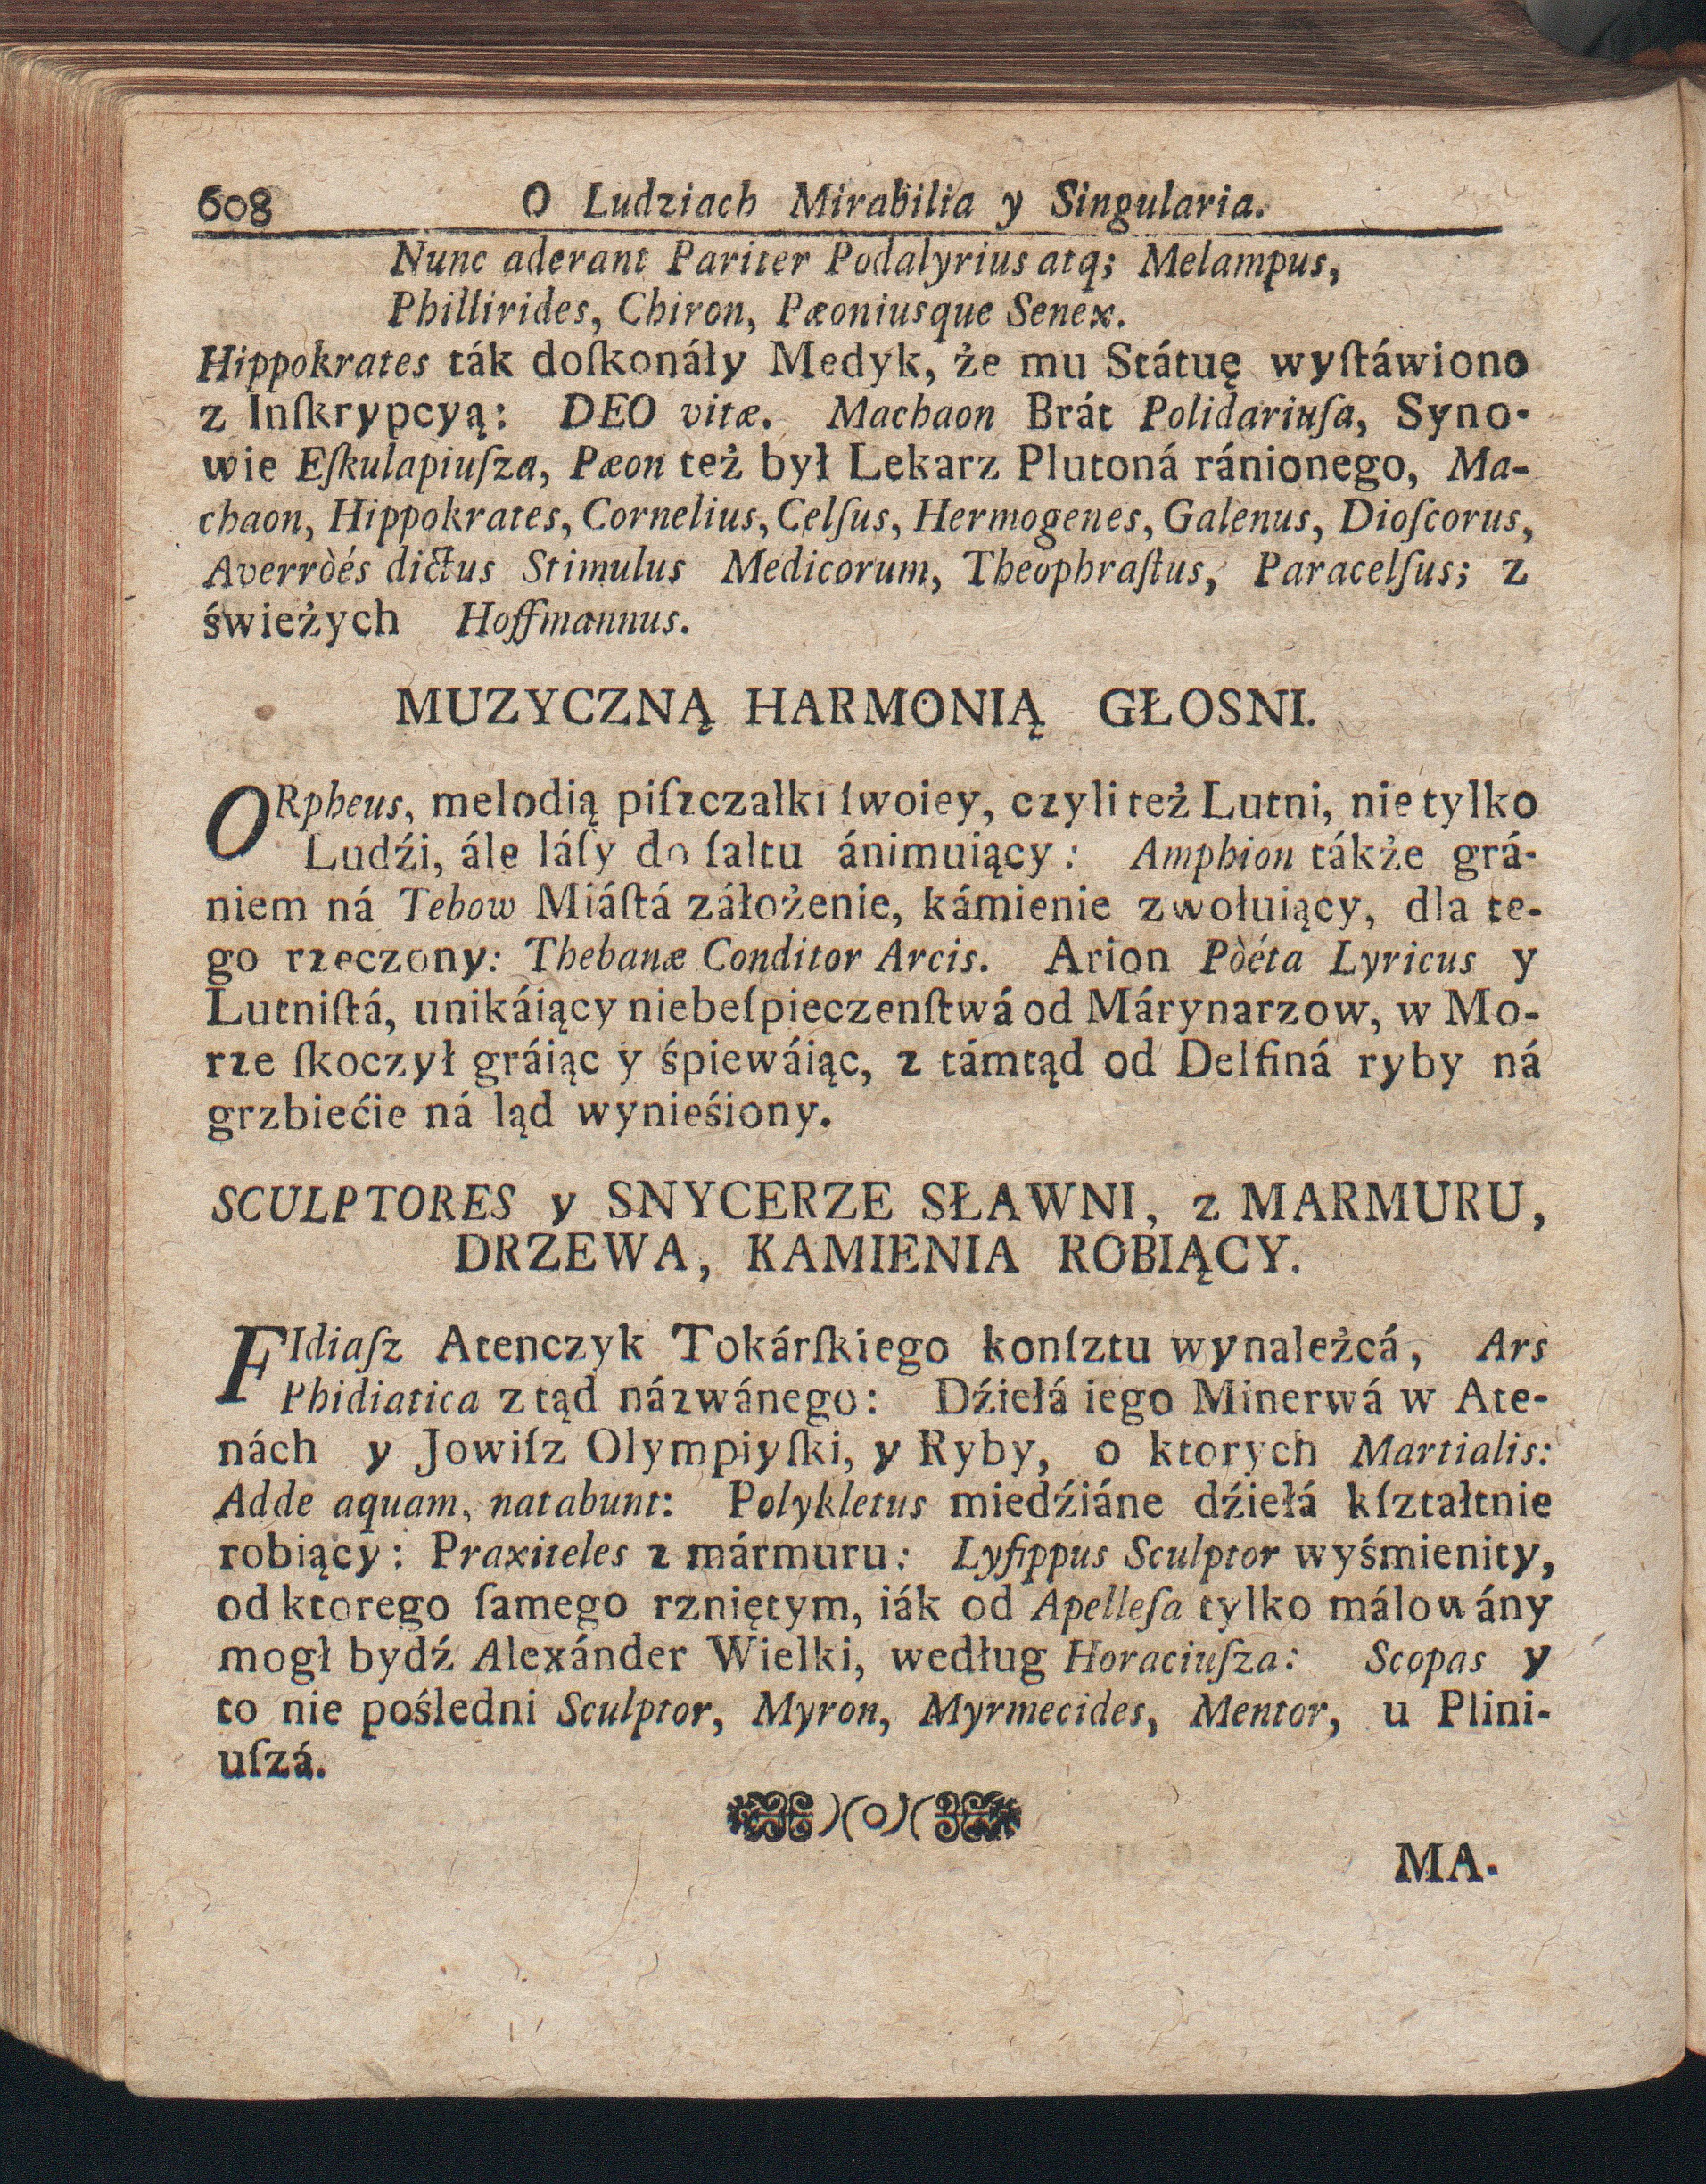 608 O Ludziach Mirabilia y Singularia.
Nunc aderant Pariter Podalyrius atq; Melampus,
Phillirides, Chiron, Pæoniusque Senex.
Hippokrates ták doſkonáły Medyk, że mu Státuę wyſtáwiono
z Inſkrypcyą: DEO vitæ. Machaon Brát Polidariuſa, Syno-
wie Eſkulapiuſza, Pæon też był Lekarz Plutoná ránionego, Ma-
chaon, Hippokrates, Cornelius, Celſus, Hermogenes, Galenus, Dioſcorus,
Averròés dictus Stimulus Medicorum, Theophraſtus, Paracelſus; z
świeżych Hoffmannus.
MUZYCZNĄ HARMONIĄ GŁOSNI.
ORpheus, melodią piſzczałki ſwoiey, czyli też Lutni, nie tylko
Ludźi, ále láſy do ſaltu ánimuiący: Amphion tákże grá-
niem ná Tebow Miáſtá záłożenie, kámienie zwołuiący, dla te-
go rzeczony: Thebanæ Conditor Arcis. Arion Pòéta Lyricus y
Lutniſtá, unikáiący niebeſpieczenſtwá od Márynarzow, w Mo-
rze ſkoczył gráiąc y śpiewáiąc, z támtąd od Delfiná ryby ná
grzbiećie ná ląd wynieśiony.
SCULPTORES y SNYCERZE SŁAWNI, z MARMURU,
DRZEWA, KAMIENIA ROBIĄCY.
FIdiaſz Atenczyk Tokárſkiego konſztu wynależcá, Ars
Phidiatica z tąd názwánego: Dźiełá iego Minerwá w Ate-
nách y Jowiſz Olympiyſki, y Ryby, o ktorych Martialis:
Adde aquam, natabunt: Polykletus miedźiáne dźiełá kſztałtnie
robiący: Praxiteles z mármuru: Lyſippus Sculptor wyśmienity,
od ktorego ſamego rzniętym, iák od Apelleſa tylko málowány
mogł bydź Alexánder Wielki, według Horaciuſza: Scopas y
to nie pośledni Sculptor, Myron, Myrmecides, Mentor, u Plini-
uſzá.
)(o)(
MA-